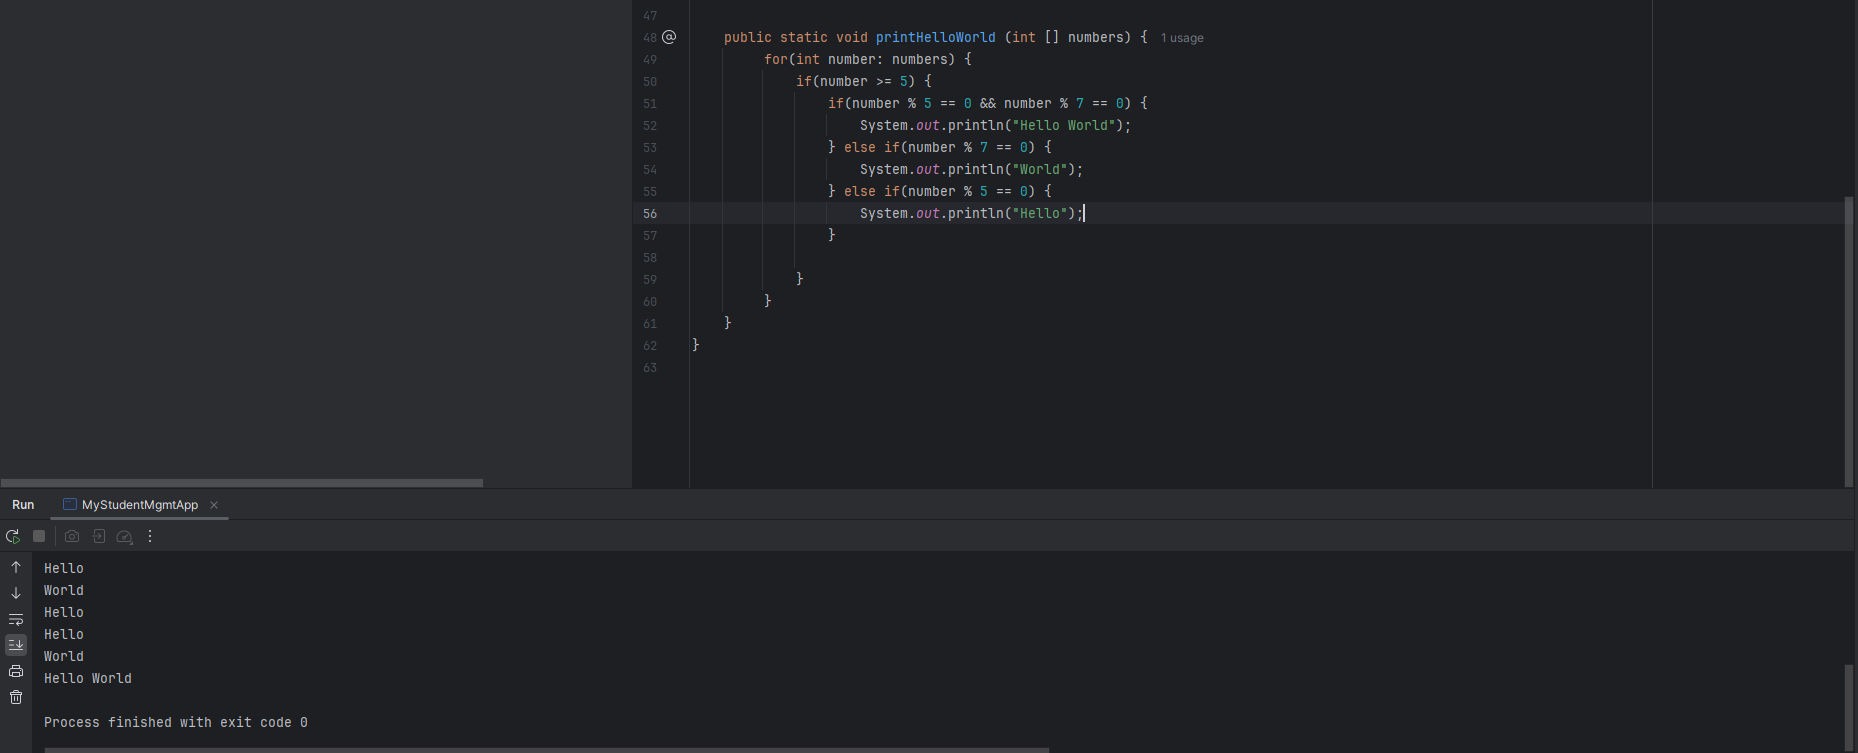 47
48 @ public static void printHelloWorld (int [] numbers) { 1 usage
49 for(int number: numbers) {
50 if(number >= 5) {
51 if(number % 5 == 0 && number % 7 == 0) {
52 System.out.println("Hello World");
53 } else if(number % 7 == 0) {
54 System.out.println("World");
55 } else if(number % 5 == 0) {
56 System.out.println("Hello");
57 }
58
59 }
60 }
61 }
62 }
63
Run MyStudentMgmtApp
Hello
World
Hello
Hello
World
Hello World
Process finished with exit code 0